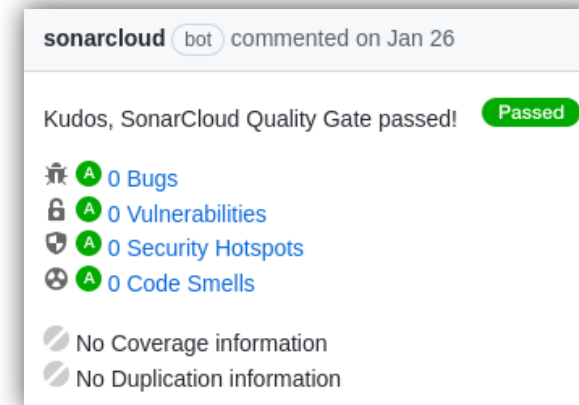 sonarcloud bot commented on Jan 26
Kudos, SonarCloud Quality Gate passed! Passed
A 0 Bugs
A 0 Vulnerabilities
A 0 Security Hotspots
A 0 Code Smells
No Coverage information
No Duplication information